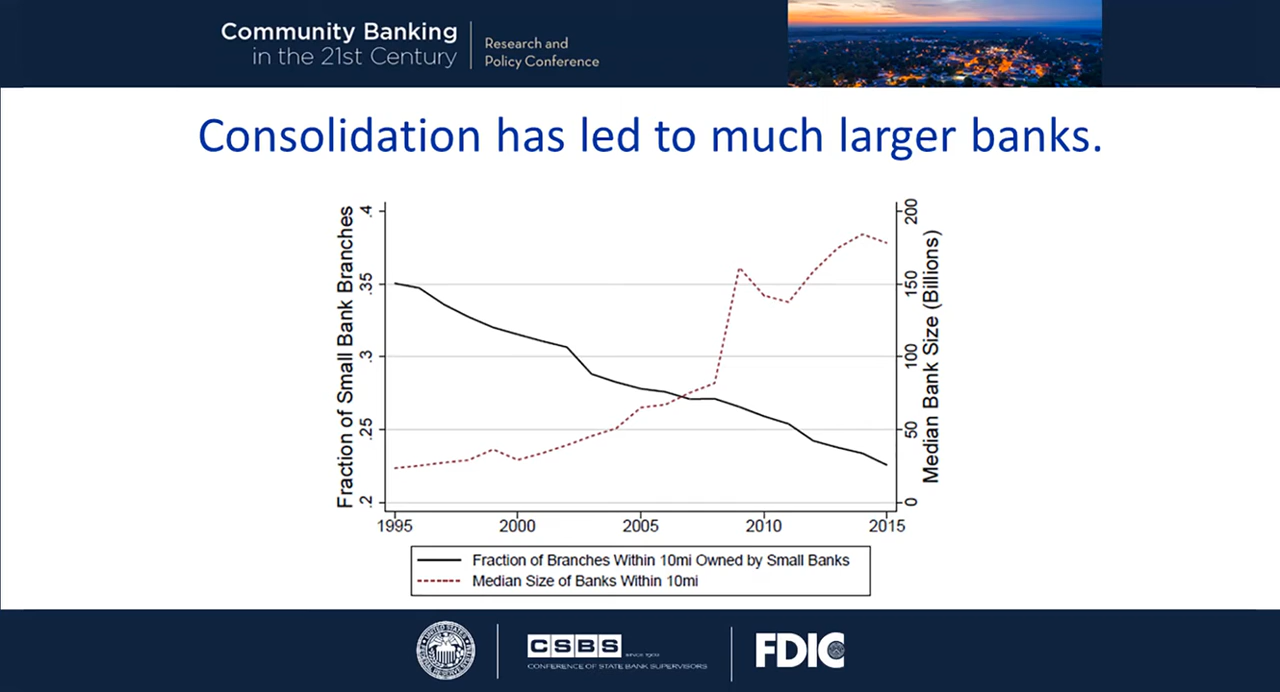 Community Banking
in the 21st Century
Research and
Policy Conference
Consolidation has led to much larger banks.
Fraction of Small Bank Branches
.4
.35
.3
.25
.2
200
150
100
50
0
Median Bank Size (Billions)
1995 2000 2005 2010 2015
Fraction of Branches Within 10mi Owned by Small Banks
Median Size of Banks Within 10mi
CSBS
SINCE 1902
CONFERENCE OF STATE BANK SUPERVISORS
FDIC